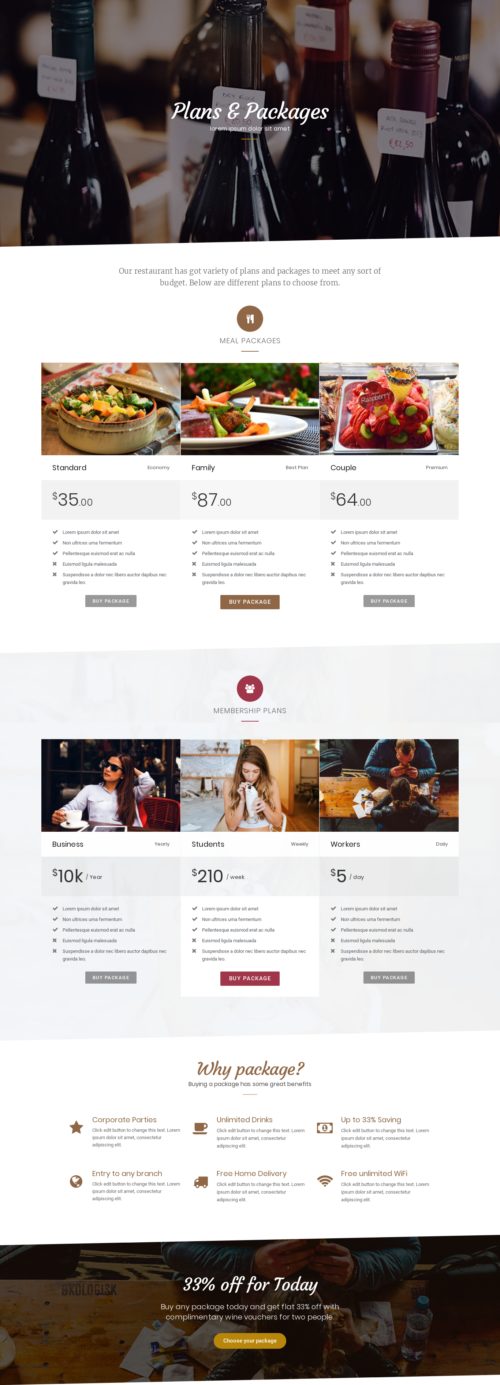 Plans & Packages
lorem ipsum dolor sit amet
Our restaurant has got variety of plans and packages to meet any sort of
budget. Below are different plans to choose from.
MEAL PACKAGES
Raspberry
Standard Economy
Family Best Plan
Couple Premium
$35.00
$87.00
$64.00
Lorem ipsum dolor sit amet
Non ultrices urna fermentum
Pellentesque euismod erat ac nulla
Euismod ligula malesuada
Suspendisse a dolor nec libero auctor dapibus nec
gravida leo.
BUY PACKAGE
Lorem ipsum dolor sit amet
Non ultrices urna fermentum
Pellentesque euismod erat ac nulla
Euismod ligula malesuada
Suspendisse a dolor nec libero auctor dapibus nec
gravida leo.
BUY PACKAGE
Lorem ipsum dolor sit amet
Non ultrices urna fermentum
Pellentesque euismod erat ac nulla
Euismod ligula malesuada
Suspendisse a dolor nec libero auctor dapibus nec
gravida leo.
BUY PACKAGE
MEMBERSHIP PLANS
Business Yearly
Students Weekly
Workers Daily
$10k / Year
$210 / week
$5 / day
Lorem ipsum dolor sit amet
Non ultrices urna fermentum
Pellentesque euismod erat ac nulla
Euismod ligula malesuada
Suspendisse a dolor nec libero auctor dapibus nec
gravida leo.
BUY PACKAGE
Lorem ipsum dolor sit amet
Non ultrices urna fermentum
Pellentesque euismod erat ac nulla
Euismod ligula malesuada
Suspendisse a dolor nec libero auctor dapibus nec
gravida leo.
BUY PACKAGE
Lorem ipsum dolor sit amet
Non ultrices urna fermentum
Pellentesque euismod erat ac nulla
Euismod ligula malesuada
Suspendisse a dolor nec libero auctor dapibus nec
gravida leo.
BUY PACKAGE
Why package?
Buying a package has some great benefits
Corporate Parties
Click edit button to change this text. Lorem
ipsum dolor sit amet, consectetur
adipiscing elit.
Unlimited Drinks
Click edit button to change this text. Lorem
ipsum dolor sit amet, consectetur
adipiscing elit.
Up to 33% Saving
Click edit button to change this text. Lorem
ipsum dolor sit amet, consectetur
adipiscing elit.
Entry to any branch
Click edit button to change this text. Lorem
ipsum dolor sit amet, consectetur
adipiscing elit.
Free Home Delivery
Click edit button to change this text. Lorem
ipsum dolor sit amet, consectetur
adipiscing elit.
Free unlimited WiFi
Click edit button to change this text. Lorem
ipsum dolor sit amet, consectetur
adipiscing elit.
ØKOLOGISK
33% off for Today
Buy any package today and get flat 33% off with
complimentary wine vouchers for two people
Choose your package